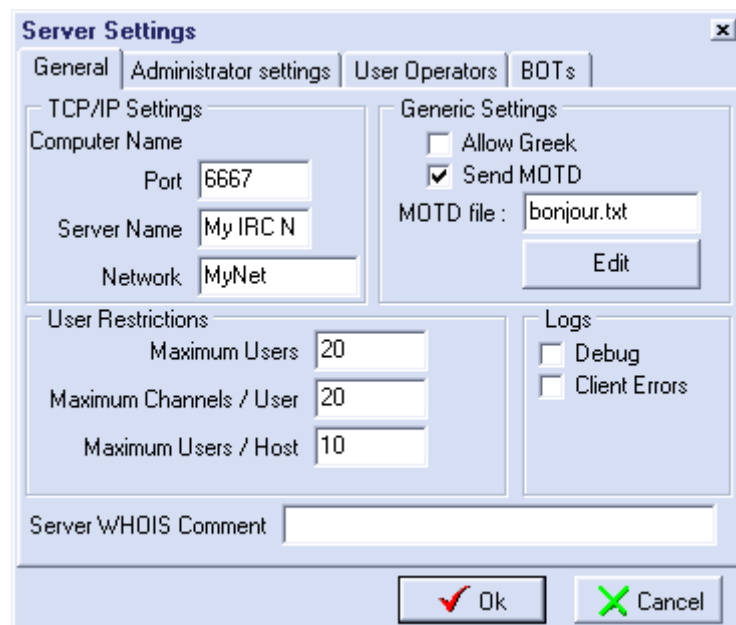 Server Settings
General Administrator settings User Operators BOTs
TCP/IP Settings
Computer Name
Port 6667
Server Name My IRC N
Network MyNet
Generic Settings
Allow Greek
Send MOTD
MOTD file : bonjour.txt
Edit
User Restrictions
Maximum Users 20
Maximum Channels / User 20
Maximum Users / Host 10
Logs
Debug
Client Errors
Server WHOIS Comment
Ok Cancel